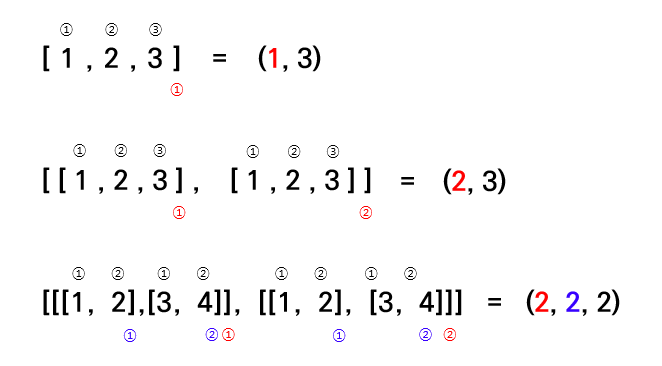 ① ② ③
[ 1 , 2 , 3 ] = (1, 3)
①
① ② ③ ① ② ③
[ [ 1 , 2 , 3 ] , [ 1 , 2 , 3 ] ] = (2, 3)
① ②
① ② ① ② ① ② ① ②
[[[1, 2],[3, 4]], [[1, 2], [3, 4]]] = (2, 2, 2)
① ② ① ① ② ②